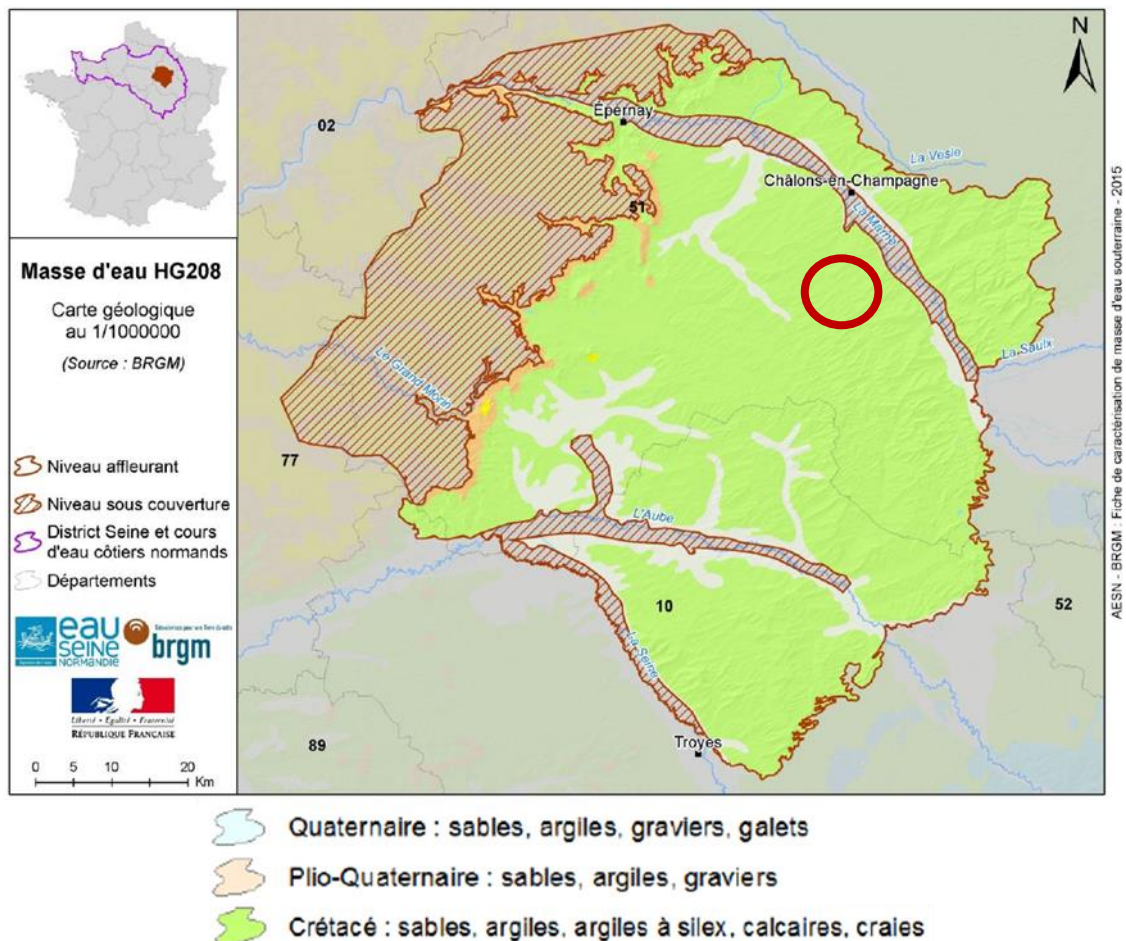 Masse d'eau HG208
Carte géologique
au 1/1000000
(Source : BRGM)
Niveau affleurant
Niveau sous couverture
District Seine et cours
d'eau côtiers normands
Départements
eau
SEINE
NORMANDIE
brgm
Liberté • Égalité • Fraternité
RÉPUBLIQUE FRANÇAISE
0 5 10 20
Km
N
02
Épernay
La Vesle
Châlons-en-Champagne
51
La Marne
La Saulx
Le Grand Morin
77
L'Aube
10
52
La Seine
89
Troyes
AESN - BRGM : Fiche de caractérisation de masse d'eau souterraine - 2015
Quaternaire : sables, argiles, graviers, galets
Plio-Quaternaire : sables, argiles, graviers
Crétacé : sables, argiles, argiles à silex, calcaires, craies